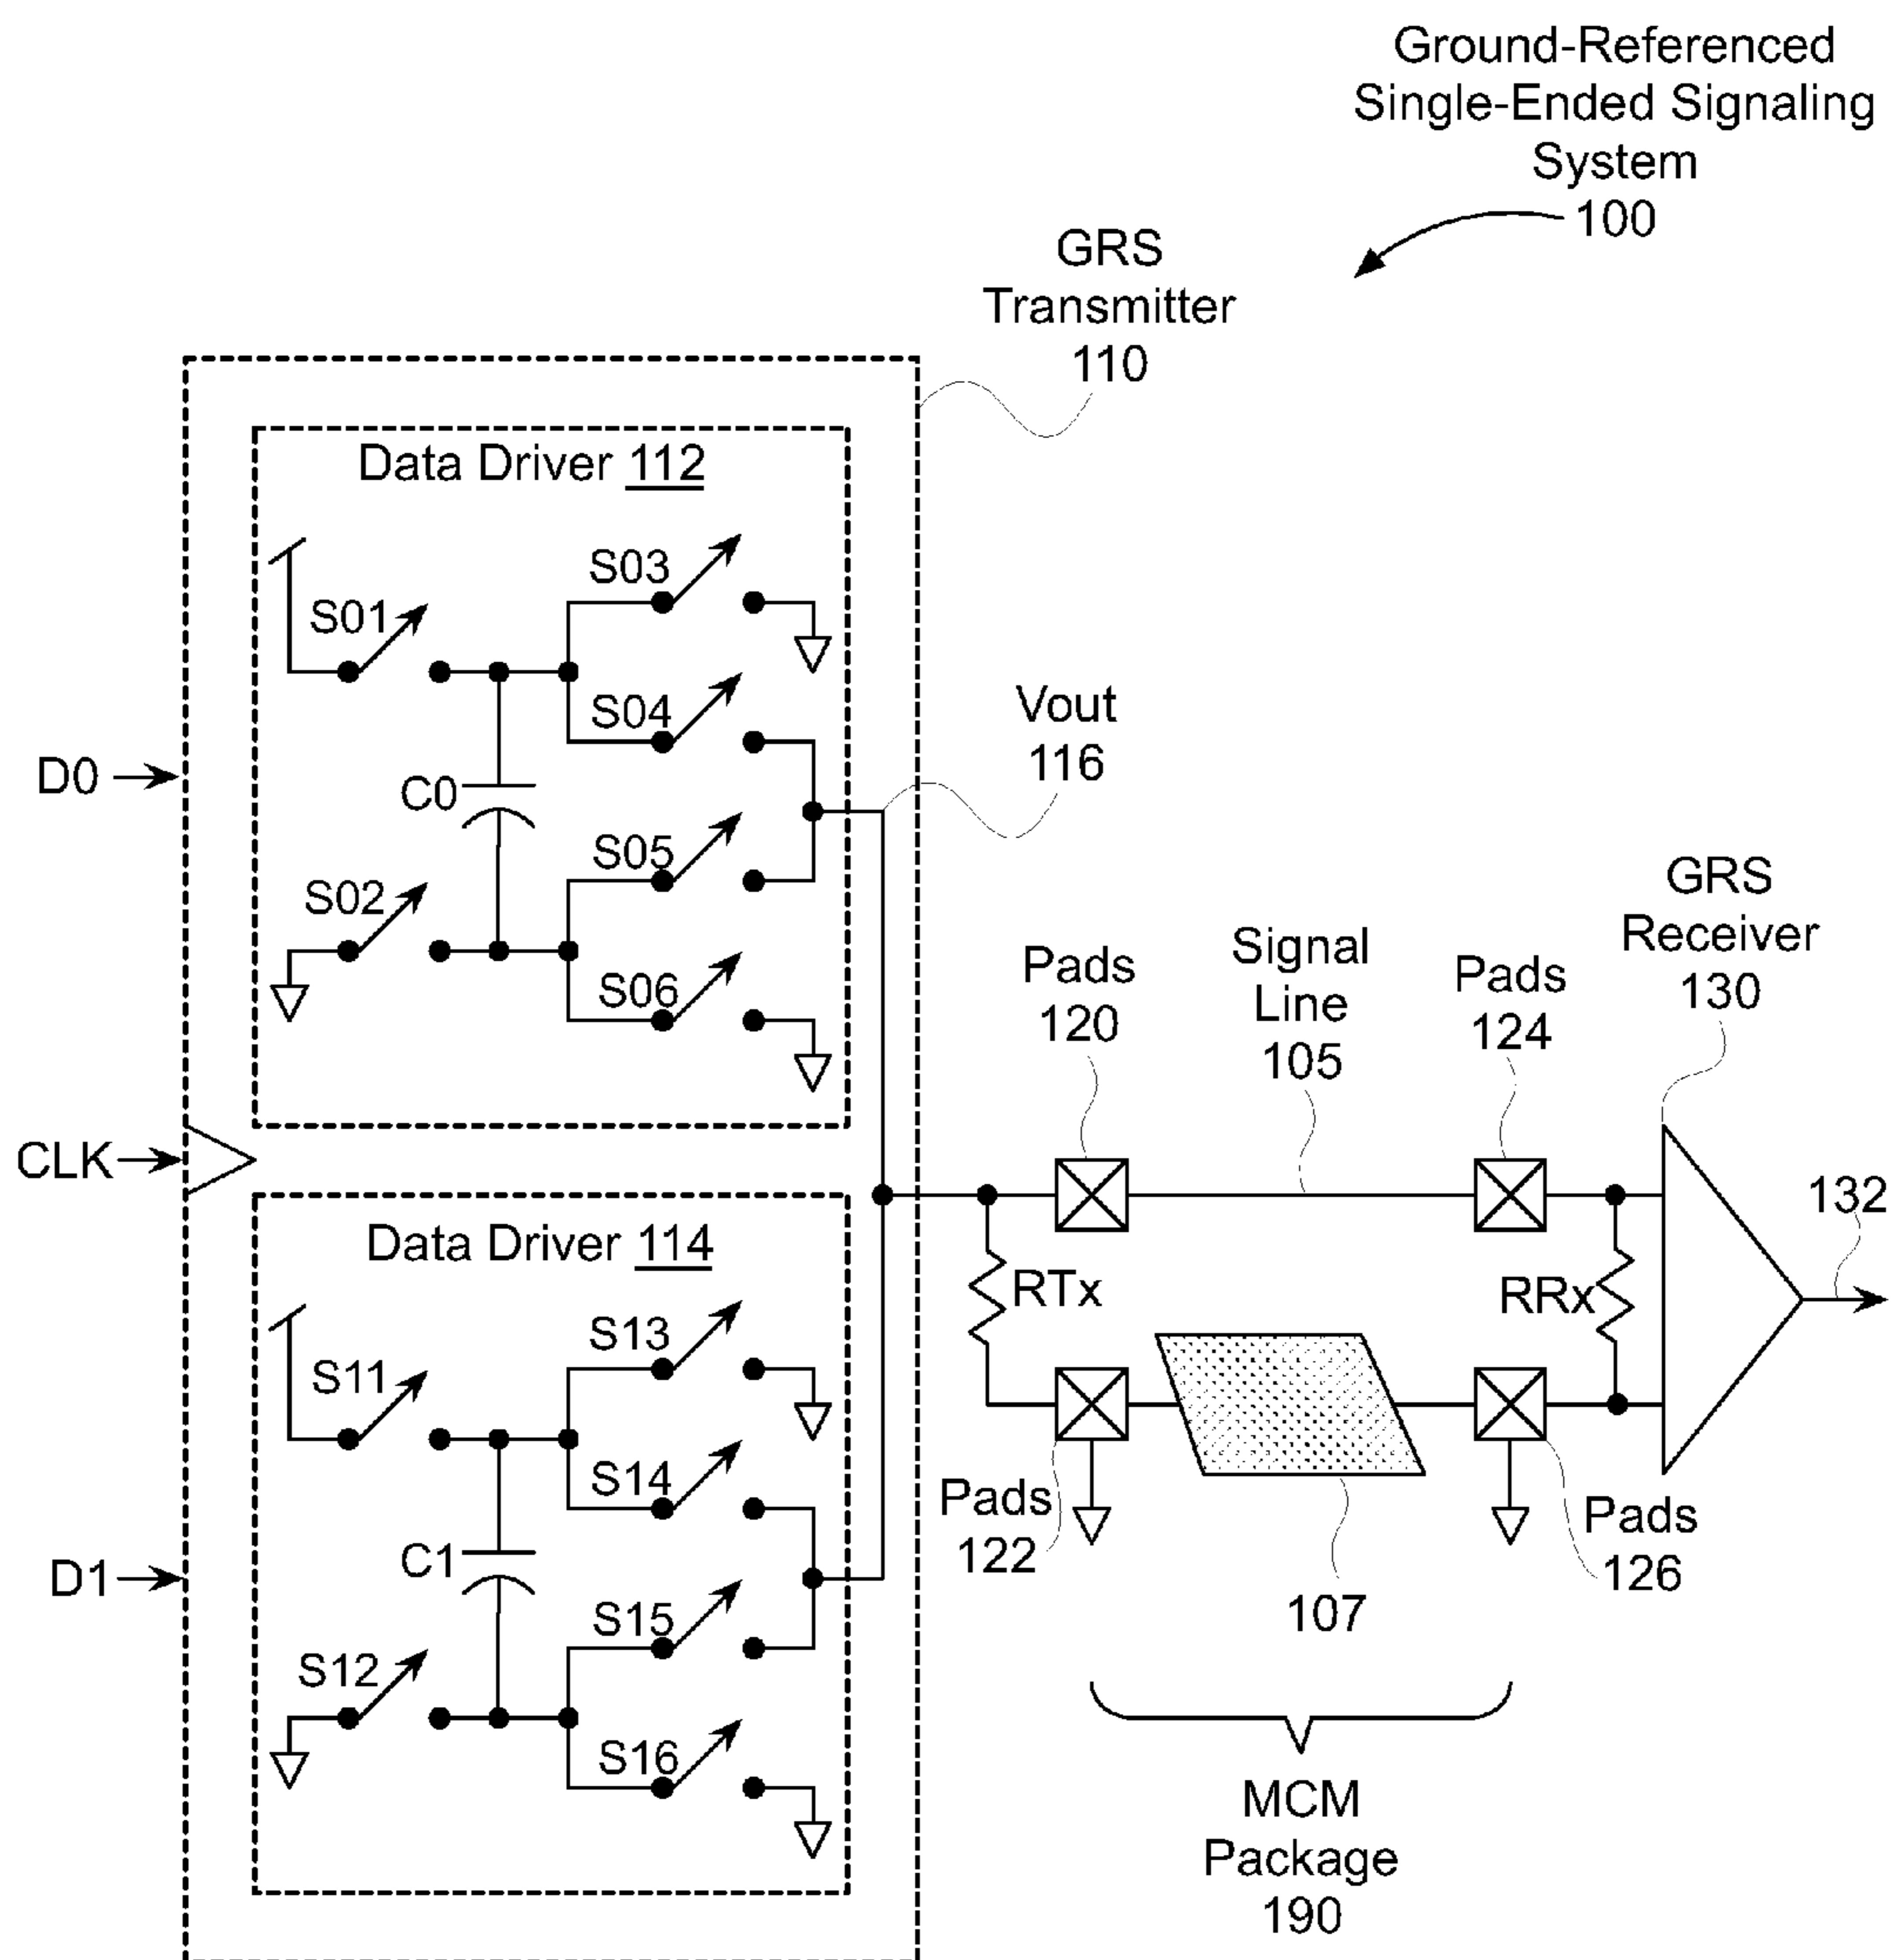 Ground-Referenced
Single-Ended Signaling
System
100
GRS
Transmitter
110
Data Driver 112
S03
S01
S04
Vout
116
D0
C0
S05
S02
S06
GRS
Receiver
130
Pads
120
Signal
Line
105
Pads
124
CLK
132
Data Driver 114
RTx
RRx
S13
S11
S14
Pads
122
Pads
126
C1
D1
107
S15
S12
S16
MCM
Package
190